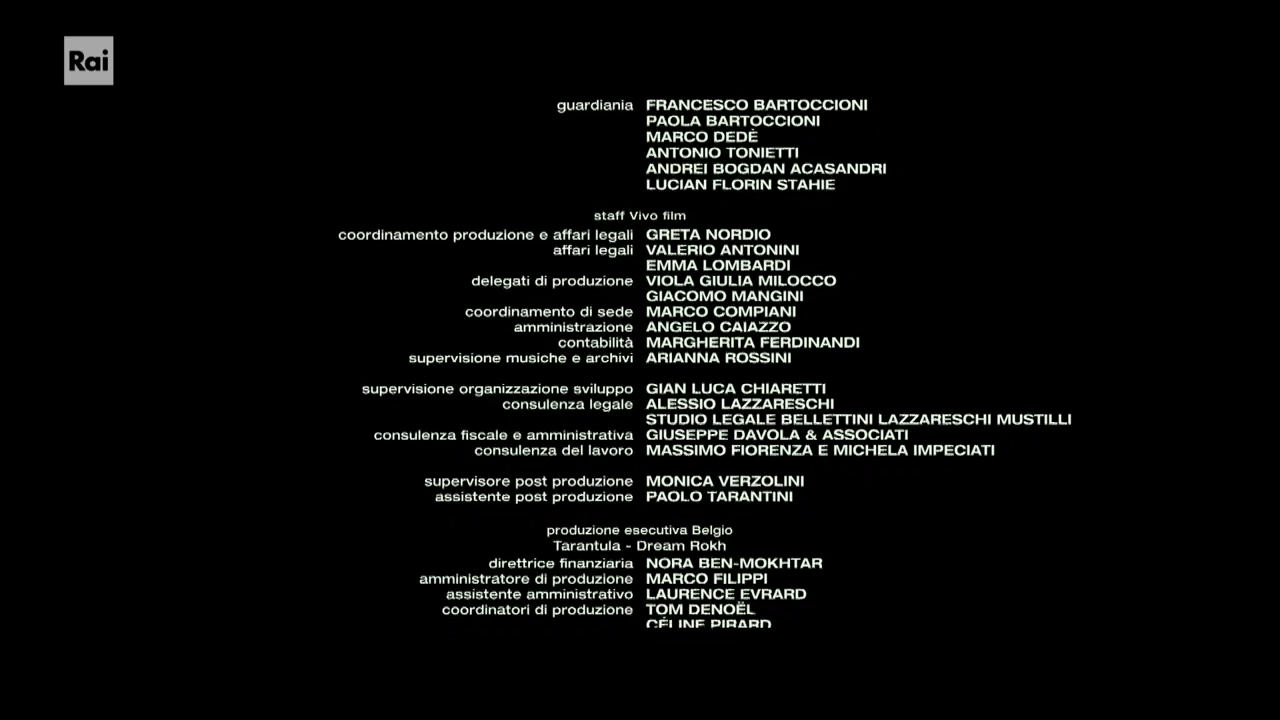 Rai
guardiania FRANCESCO BARTOCCIONI
PAOLA BARTOCCIONI
MARCO DEDÈ
ANTONIO TONIETTI
ANDREI BOGDAN ACASANDRI
LUCIAN FLORIN STAHIE
staff Vivo film
coordinamento produzione e affari legali GRETA NORDIO
affari legali VALERIO ANTONINI
EMMA LOMBARDI
delegati di produzione VIOLA GIULIA MILOCCO
GIACOMO MANGINI
coordinamento di sede MARCO COMPIANI
amministrazione ANGELO CAIAZZO
contabilità MARGHERITA FERDINANDI
supervisione musiche e archivi ARIANNA ROSSINI
supervisione organizzazione sviluppo GIAN LUCA CHIARETTI
consulenza legale ALESSIO LAZZARESCHI
STUDIO LEGALE BELLETTINI LAZZARESCHI MUSTILLI
consulenza fiscale e amministrativa GIUSEPPE DAVOLA & ASSOCIATI
consulenza del lavoro MASSIMO FIORENZA E MICHELA IMPECIATI
supervisore post produzione MONICA VERZOLINI
assistente post produzione PAOLO TARANTINI
produzione esecutiva Belgio
Tarantula - Dream Rokh
direttrice finanziaria NORA BEN-MOKHTAR
amministratore di produzione MARCO FILIPPI
assistente amministrativo LAURENCE EVRARD
coordinatori di produzione TOM DENOËL
CÉLINE PIRARD